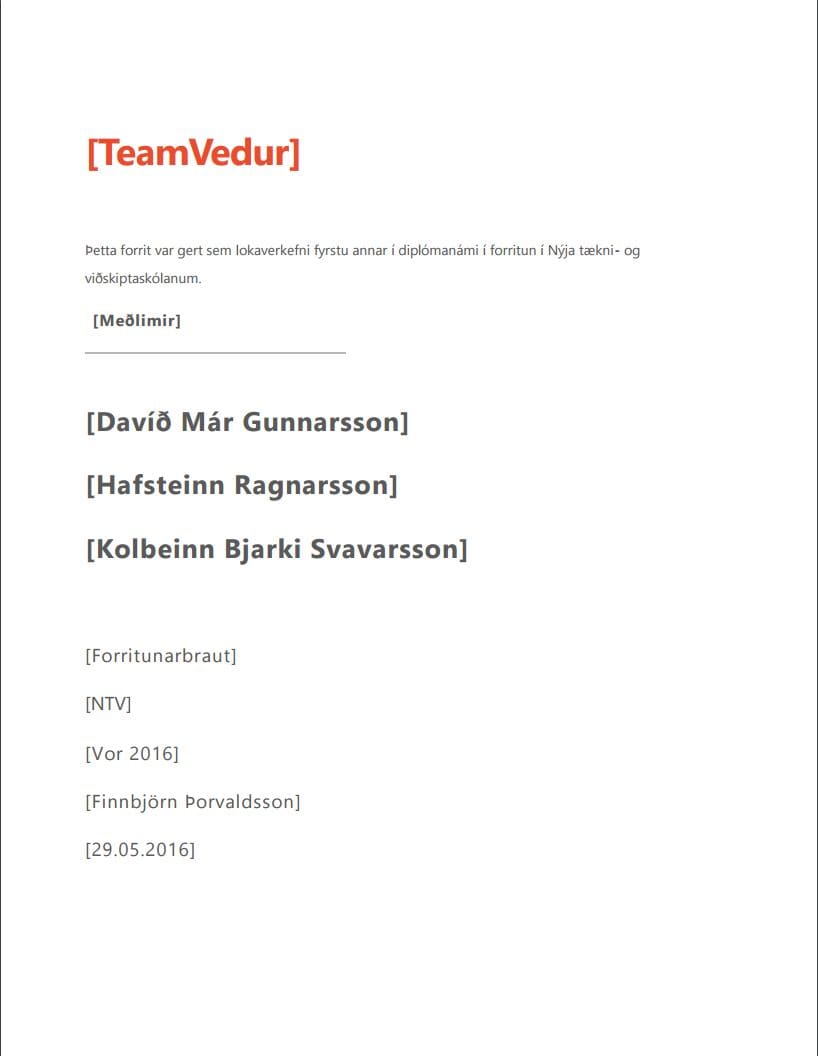 [TeamVedur]
Þetta forrit var gert sem lokaverkefni fyrstu annar í diplómanámi í forritun í Nýja tækni- og
viðskiptaskólanum.
[Meðlimir]
[Davíð Már Gunnarsson]
[Hafsteinn Ragnarsson]
[Kolbeinn Bjarki Svavarsson]
[Forritunarbraut]
[NTV]
[Vor 2016]
[Finnbjörn Þorvaldsson]
[29.05.2016]